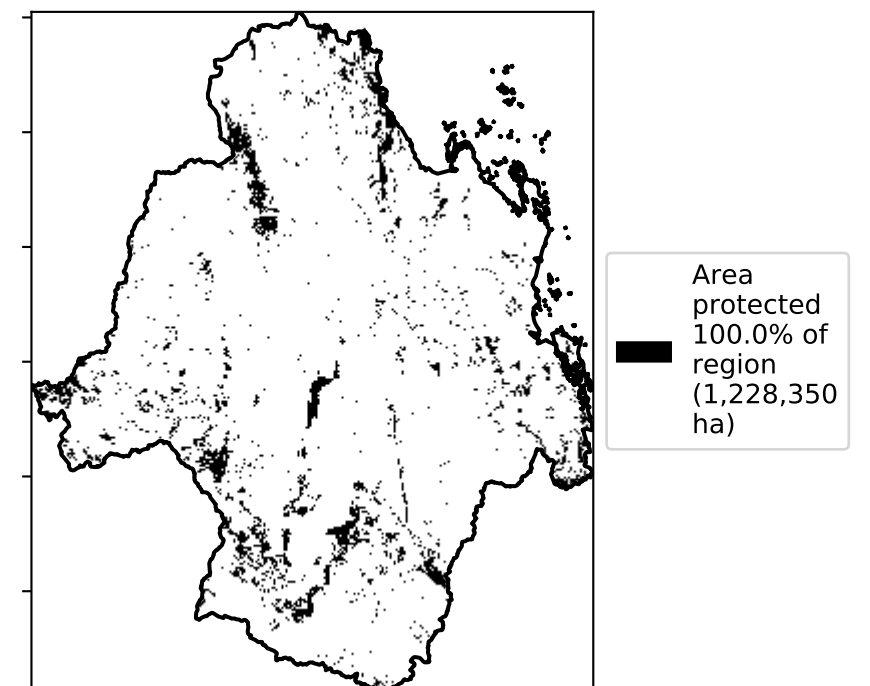 Area
protected
100.0% of
region
(1,228,350
ha)